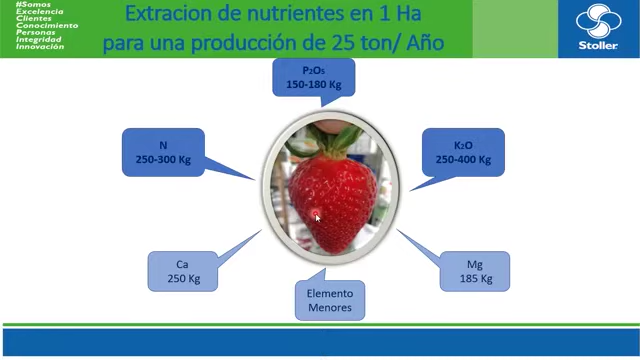 #Somos
Excelencia
Clientes
Conocimiento
Personas
Integridad
Innovación
Extracion de nutrientes en 1 Ha
para una producción de 25 ton/ Año
Stoller
P2O5
150-180 Kg
N
250-300 Kg
K2O
250-400 Kg
Ca
250 Kg
Mg
185 Kg
Elemento
Menores